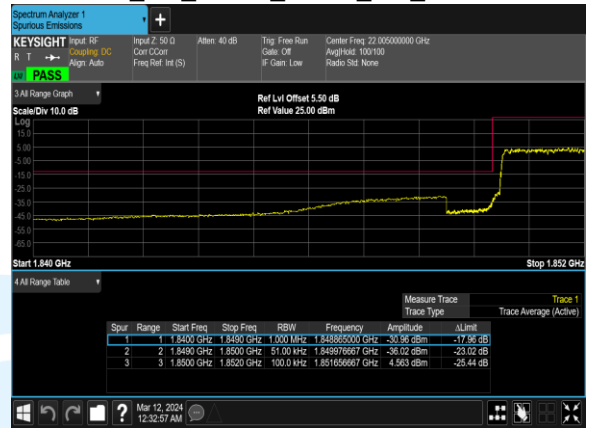 Spectrum Analyzer 1
Spurious Emissions
+
KEYSIGHT Input: RF Input Z: 50 Ω Atten: 40 dB Trig: Free Run Center Freq: 22.005000000 GHz
R T Coupling: DC Corr CCorr Gate: Off Avg|Hold: 100/100
Align: Auto Freq Ref: Int (S) IF Gain: Low Radio Std: None
PASS
3 All Range Graph
Ref Lvl Offset 5.50 dB
Scale/Div 10.0 dB Ref Value 25.00 dBm
Log
15.0
5.00
-5.00
-15.0
-25.0
-35.0
-45.0
-55.0
-65.0
Start 1.840 GHz Stop 1.852 GHz
4 All Range Table
Measure Trace Trace 1
Trace Type Trace Average (Active)
Spur Range Start Freq Stop Freq RBW Frequency Amplitude ΔLimit
1 1 1.8400 GHz 1.8490 GHz 1.000 MHz 1.848865000 GHz -30.96 dBm -17.96 dB
2 2 1.8490 GHz 1.8500 GHz 51.00 kHz 1.849976667 GHz -36.02 dBm -23.02 dB
3 3 1.8500 GHz 1.8520 GHz 100.0 kHz 1.851656667 GHz 4.563 dBm -25.44 dB
? Mar 12, 2024
12:32:57 AM